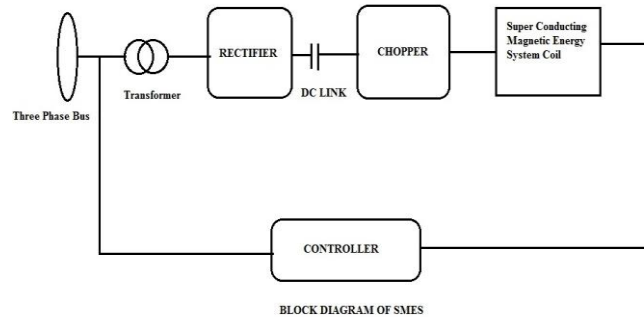 RECTIFIER
CHOPPER
Super Conducting
Magnetic Energy
System Coil
Transformer
DC LINK
Three Phase Bus
CONTROLLER
BLOCK DIAGRAM OF SMES